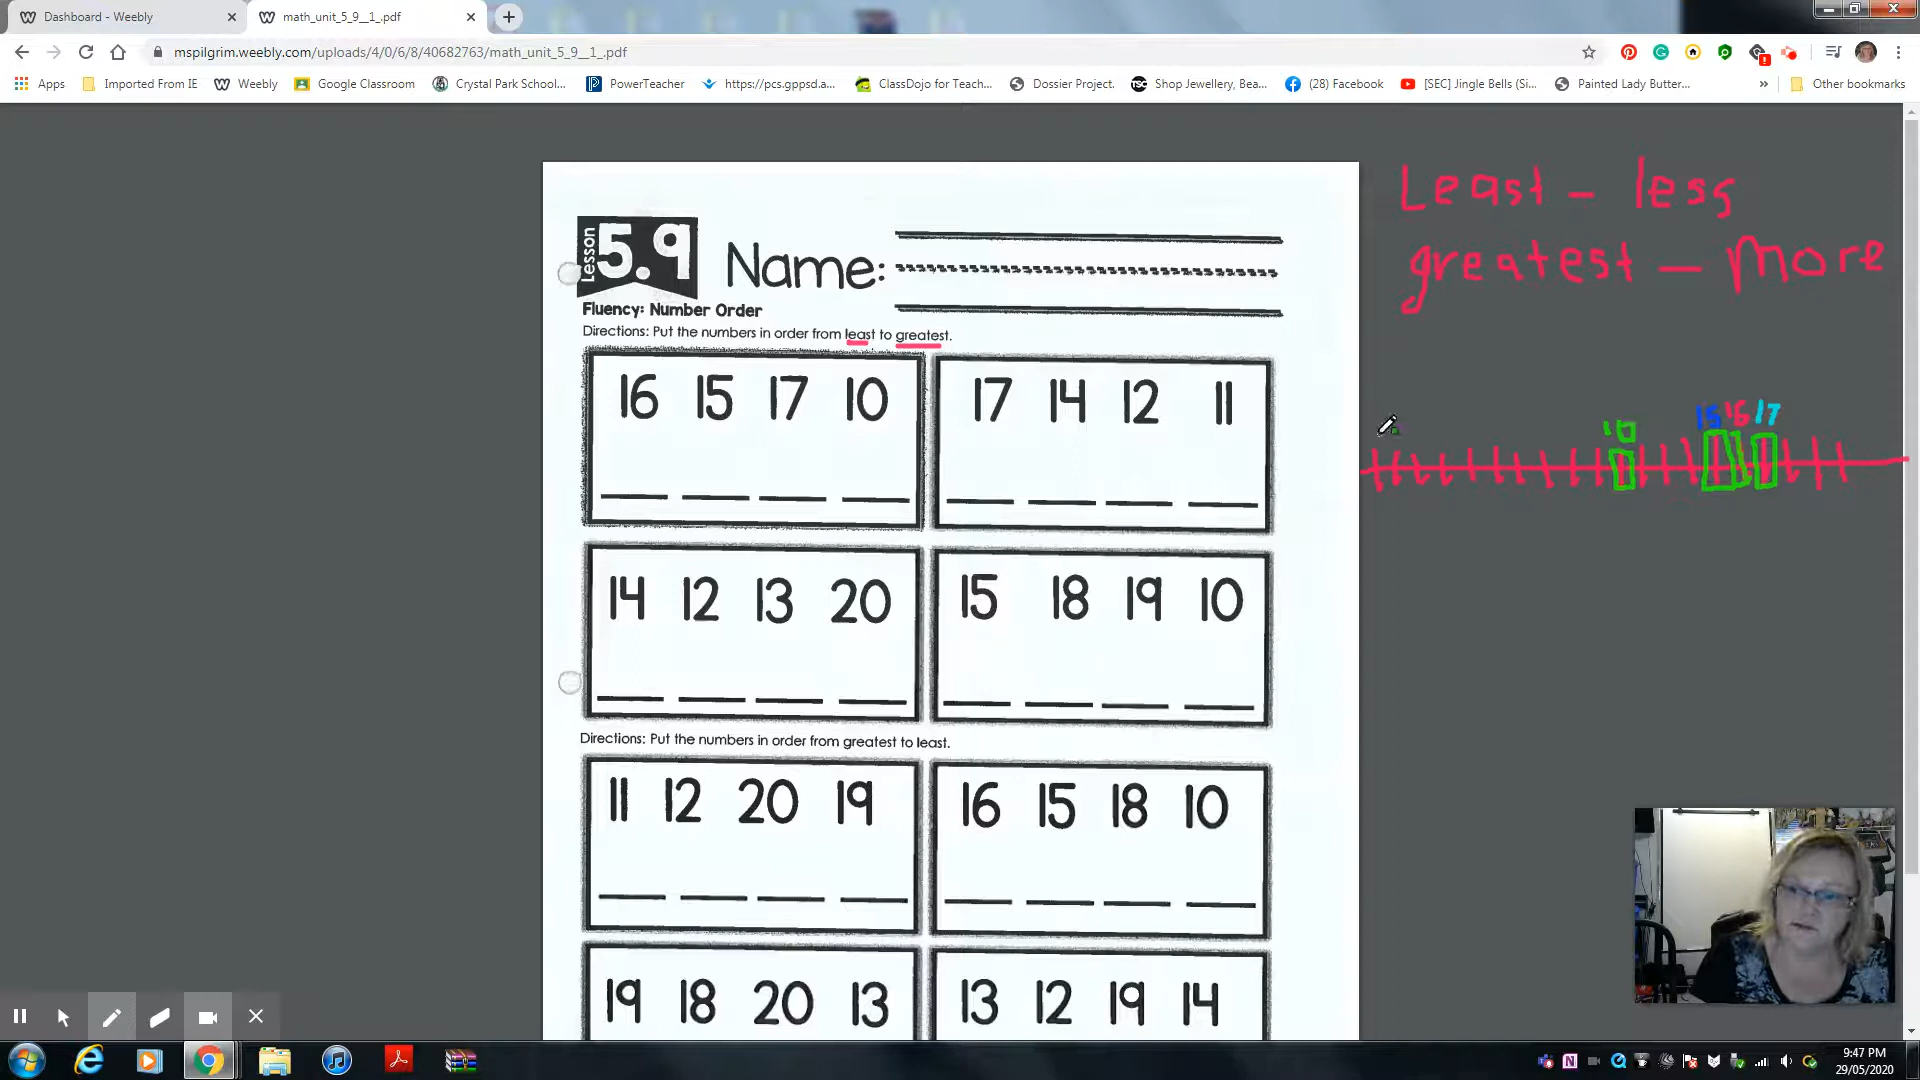 Dashboard - Weebly
math_unit_5_9__1_.pdf
mspilgrim.weebly.com/uploads/4/0/6/8/40682763/math_unit_5_9__1_.pdf
Apps Imported From IE Weebly Google Classroom Crystal Park School... PowerTeacher https://pcs.gppsd.a... ClassDojo for Teach... Dossier Project. Shop Jewellery, Bea... (28) Facebook [SEC] Jingle Bells (Si... Painted Lady Butter... » Other bookmarks
Least - less
greatest - more
Lesson 5.9
Name:
Fluency: Number Order
Directions: Put the numbers in order from least to greatest.
16 15 17 10
17 14 12 11
10 15 16 17
14 12 13 20
15 18 19 10
Directions: Put the numbers in order from greatest to least.
11 12 20 19
16 15 18 10
19 18 20 13
13 12 19 14
9:47 PM
29/05/2020